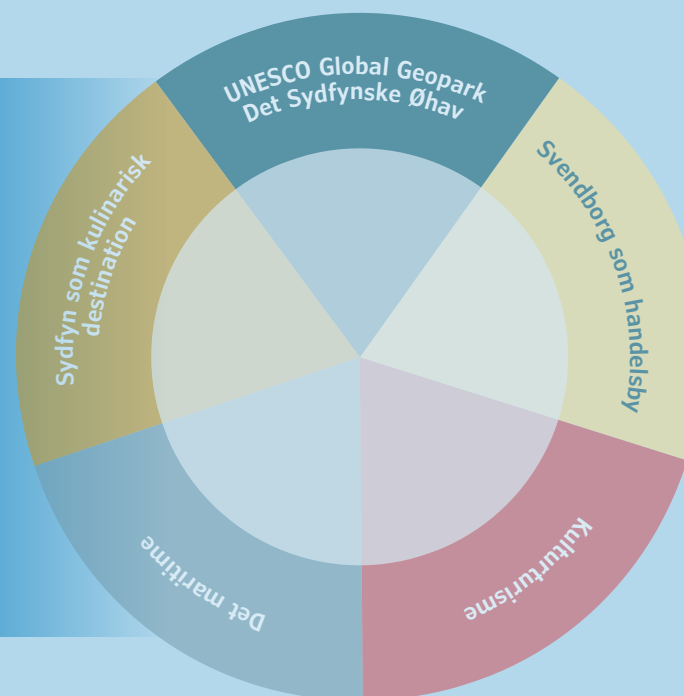 UNESCO Global Geopark
Det Sydfynske Øhav
Svendborg som handelsby
Kulturturisme
Det maritime
Sydfyn som kulinarisk
destination